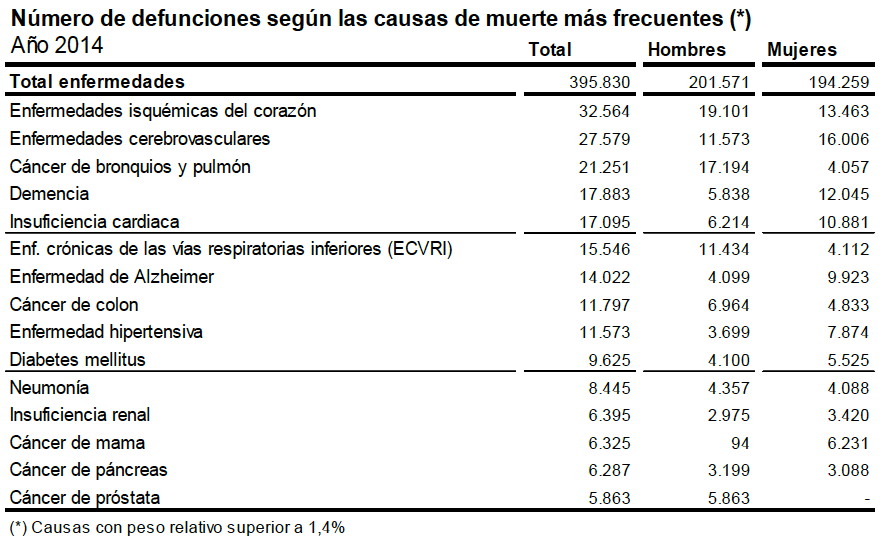 Número de defunciones según las causas de muerte más frecuentes (*)
Año 2014 Total Hombres Mujeres
Total enfermedades 395.830 201.571 194.259
Enfermedades isquémicas del corazón 32.564 19.101 13.463
Enfermedades cerebrovasculares 27.579 11.573 16.006
Cáncer de bronquios y pulmón 21.251 17.194 4.057
Demencia 17.883 5.838 12.045
Insuficiencia cardiaca 17.095 6.214 10.881
Enf. crónicas de las vías respiratorias inferiores (ECVRI) 15.546 11.434 4.112
Enfermedad de Alzheimer 14.022 4.099 9.923
Cáncer de colon 11.797 6.964 4.833
Enfermedad hipertensiva 11.573 3.699 7.874
Diabetes mellitus 9.625 4.100 5.525
Neumonía 8.445 4.357 4.088
Insuficiencia renal 6.395 2.975 3.420
Cáncer de mama 6.325 94 6.231
Cáncer de páncreas 6.287 3.199 3.088
Cáncer de próstata 5.863 5.863 -
(*) Causas con peso relativo superior a 1,4%